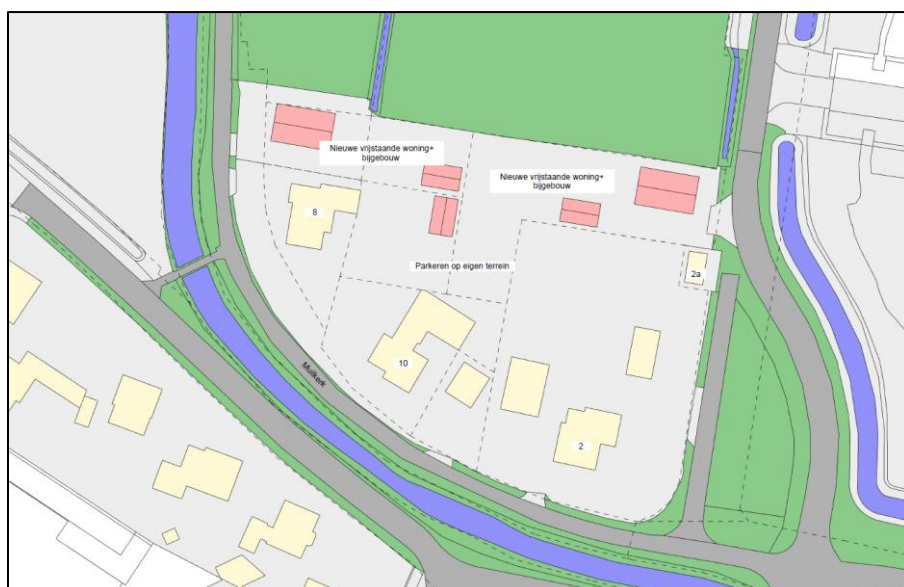 Nieuwe vrijstaande woning+
bijgebouw
Nieuwe vrijstaande woning+
bijgebouw
8
Parkeren op eigen terrein
2a
10
Mulkerk
2